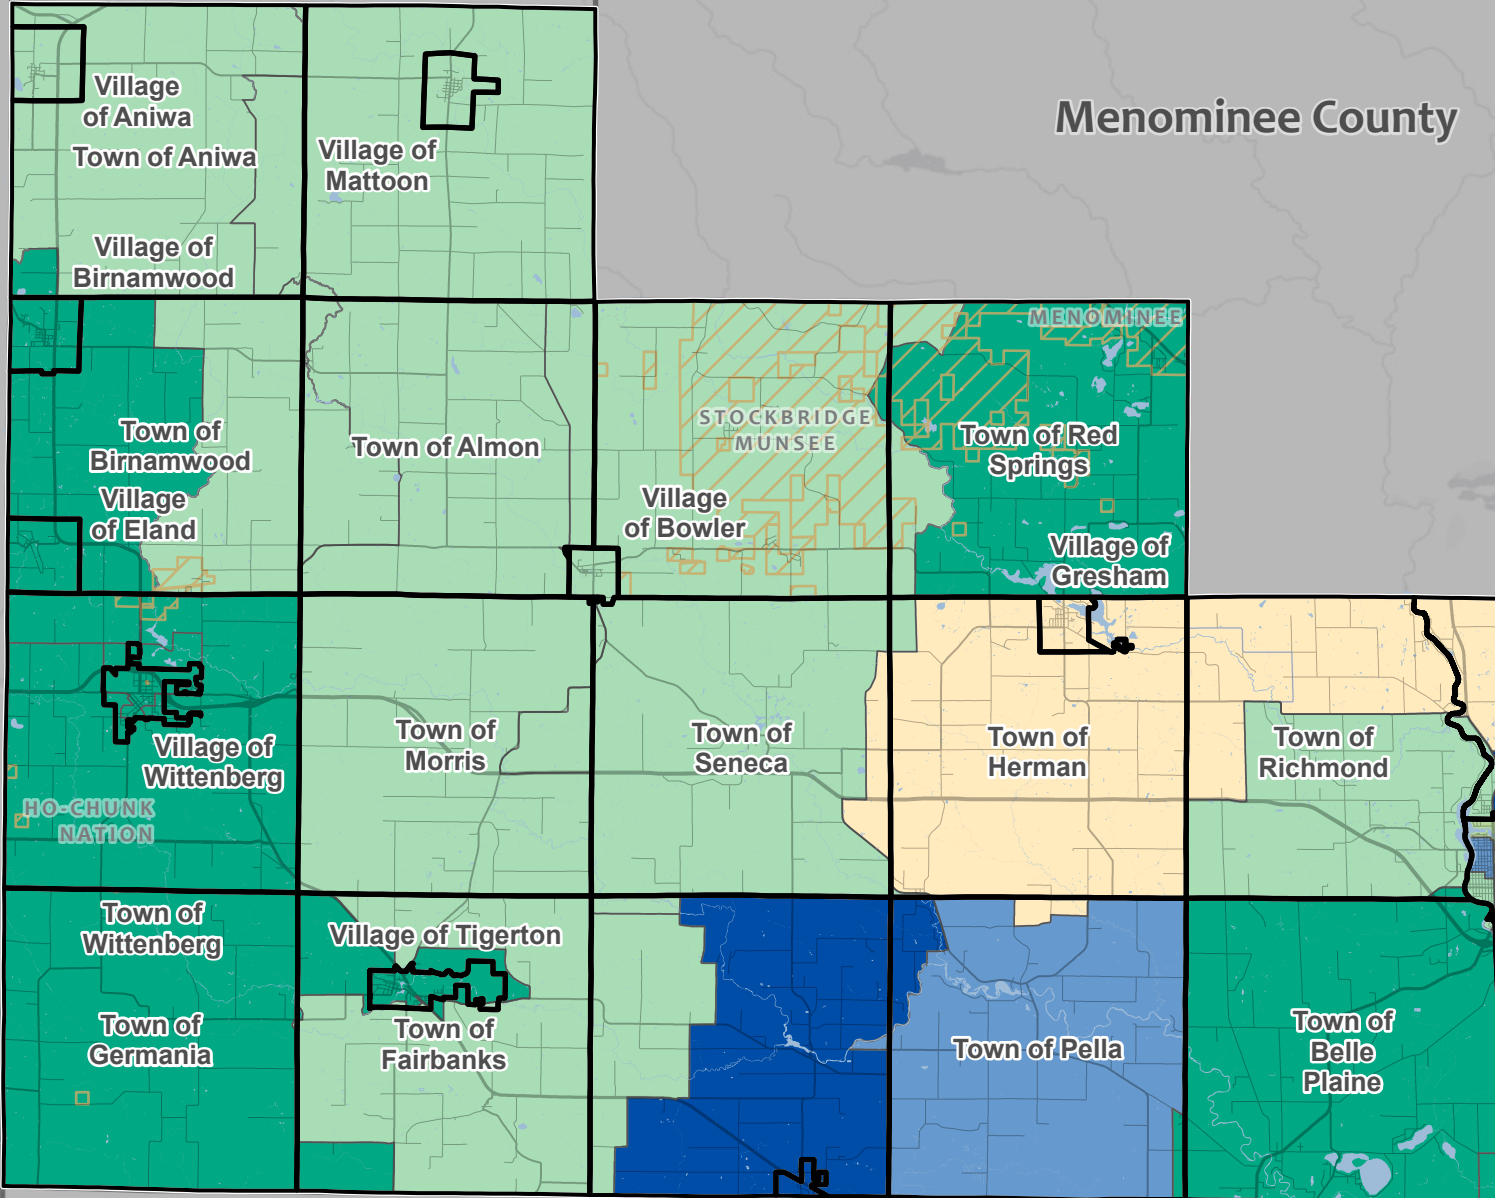 Village
of Aniwa
Town of Aniwa
Village of
Mattoon
Menominee County
Village of
Birnamwood
MENOMINEE
Town of
Birnamwood
Town of Almon
STOCKBRIDGE
MUNSEE
Town of Red
Springs
Village
of Eland
Village
of Bowler
Village of
Gresham
Village of
Wittenberg
Town of
Morris
Town of
Seneca
Town of
Herman
Town of
Richmond
HO-CHUNK
NATION
Town of
Wittenberg
Village of Tigerton
Town of
Germania
Town of
Fairbanks
Town of Pella
Town of
Belle
Plaine